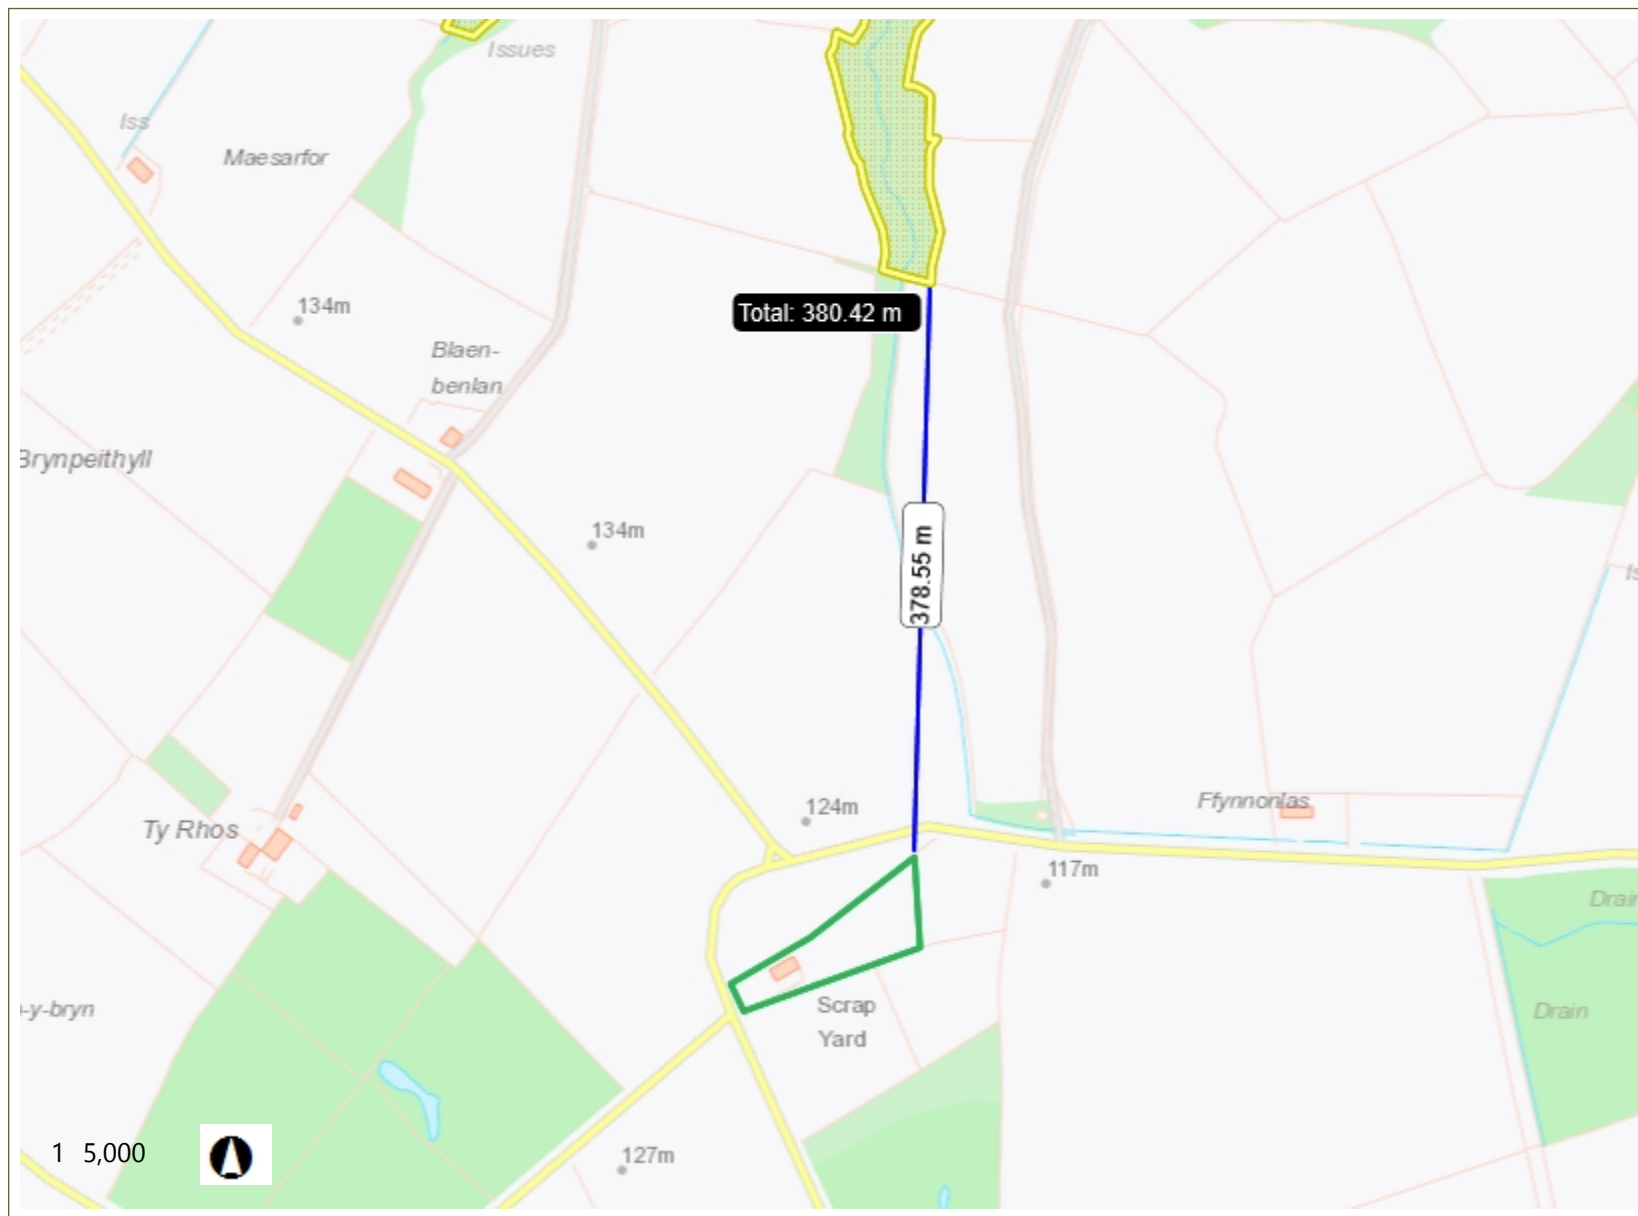 Issues
Iss
Maesarfor
134m
Total: 380.42 m
Blaen-
benlan
Brynpeithyll
134m
378.55 m
124m
Ffynnonlas
Ty Rhos
117m
Drain
Scrap
Yard
-y-bryn
Drain
1 5,000
127m